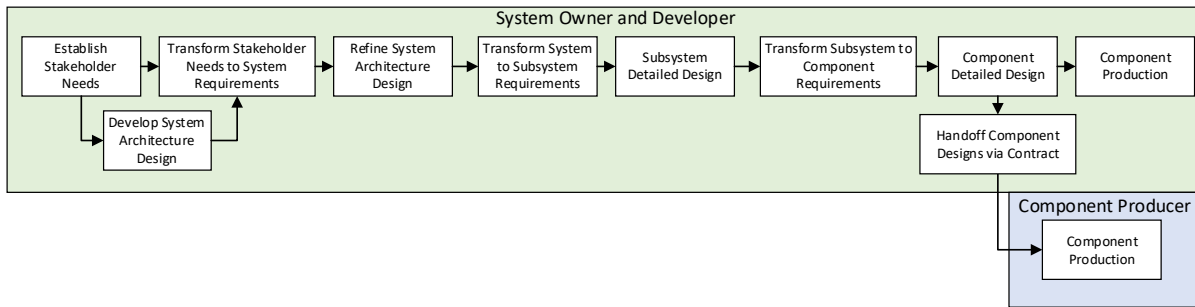 System Owner and Developer
Establish
Stakeholder
Needs
Transform Stakeholder
Needs to System
Requirements
Refine System
Architecture
Design
Transform System
to Subsystem
Requirements
Subsystem
Detailed Design
Transform Subsystem to
Component
Requirements
Component
Detailed Design
Component
Production
Develop System
Architecture
Design
Handoff Component
Designs via Contract
Component Producer
Component
Production